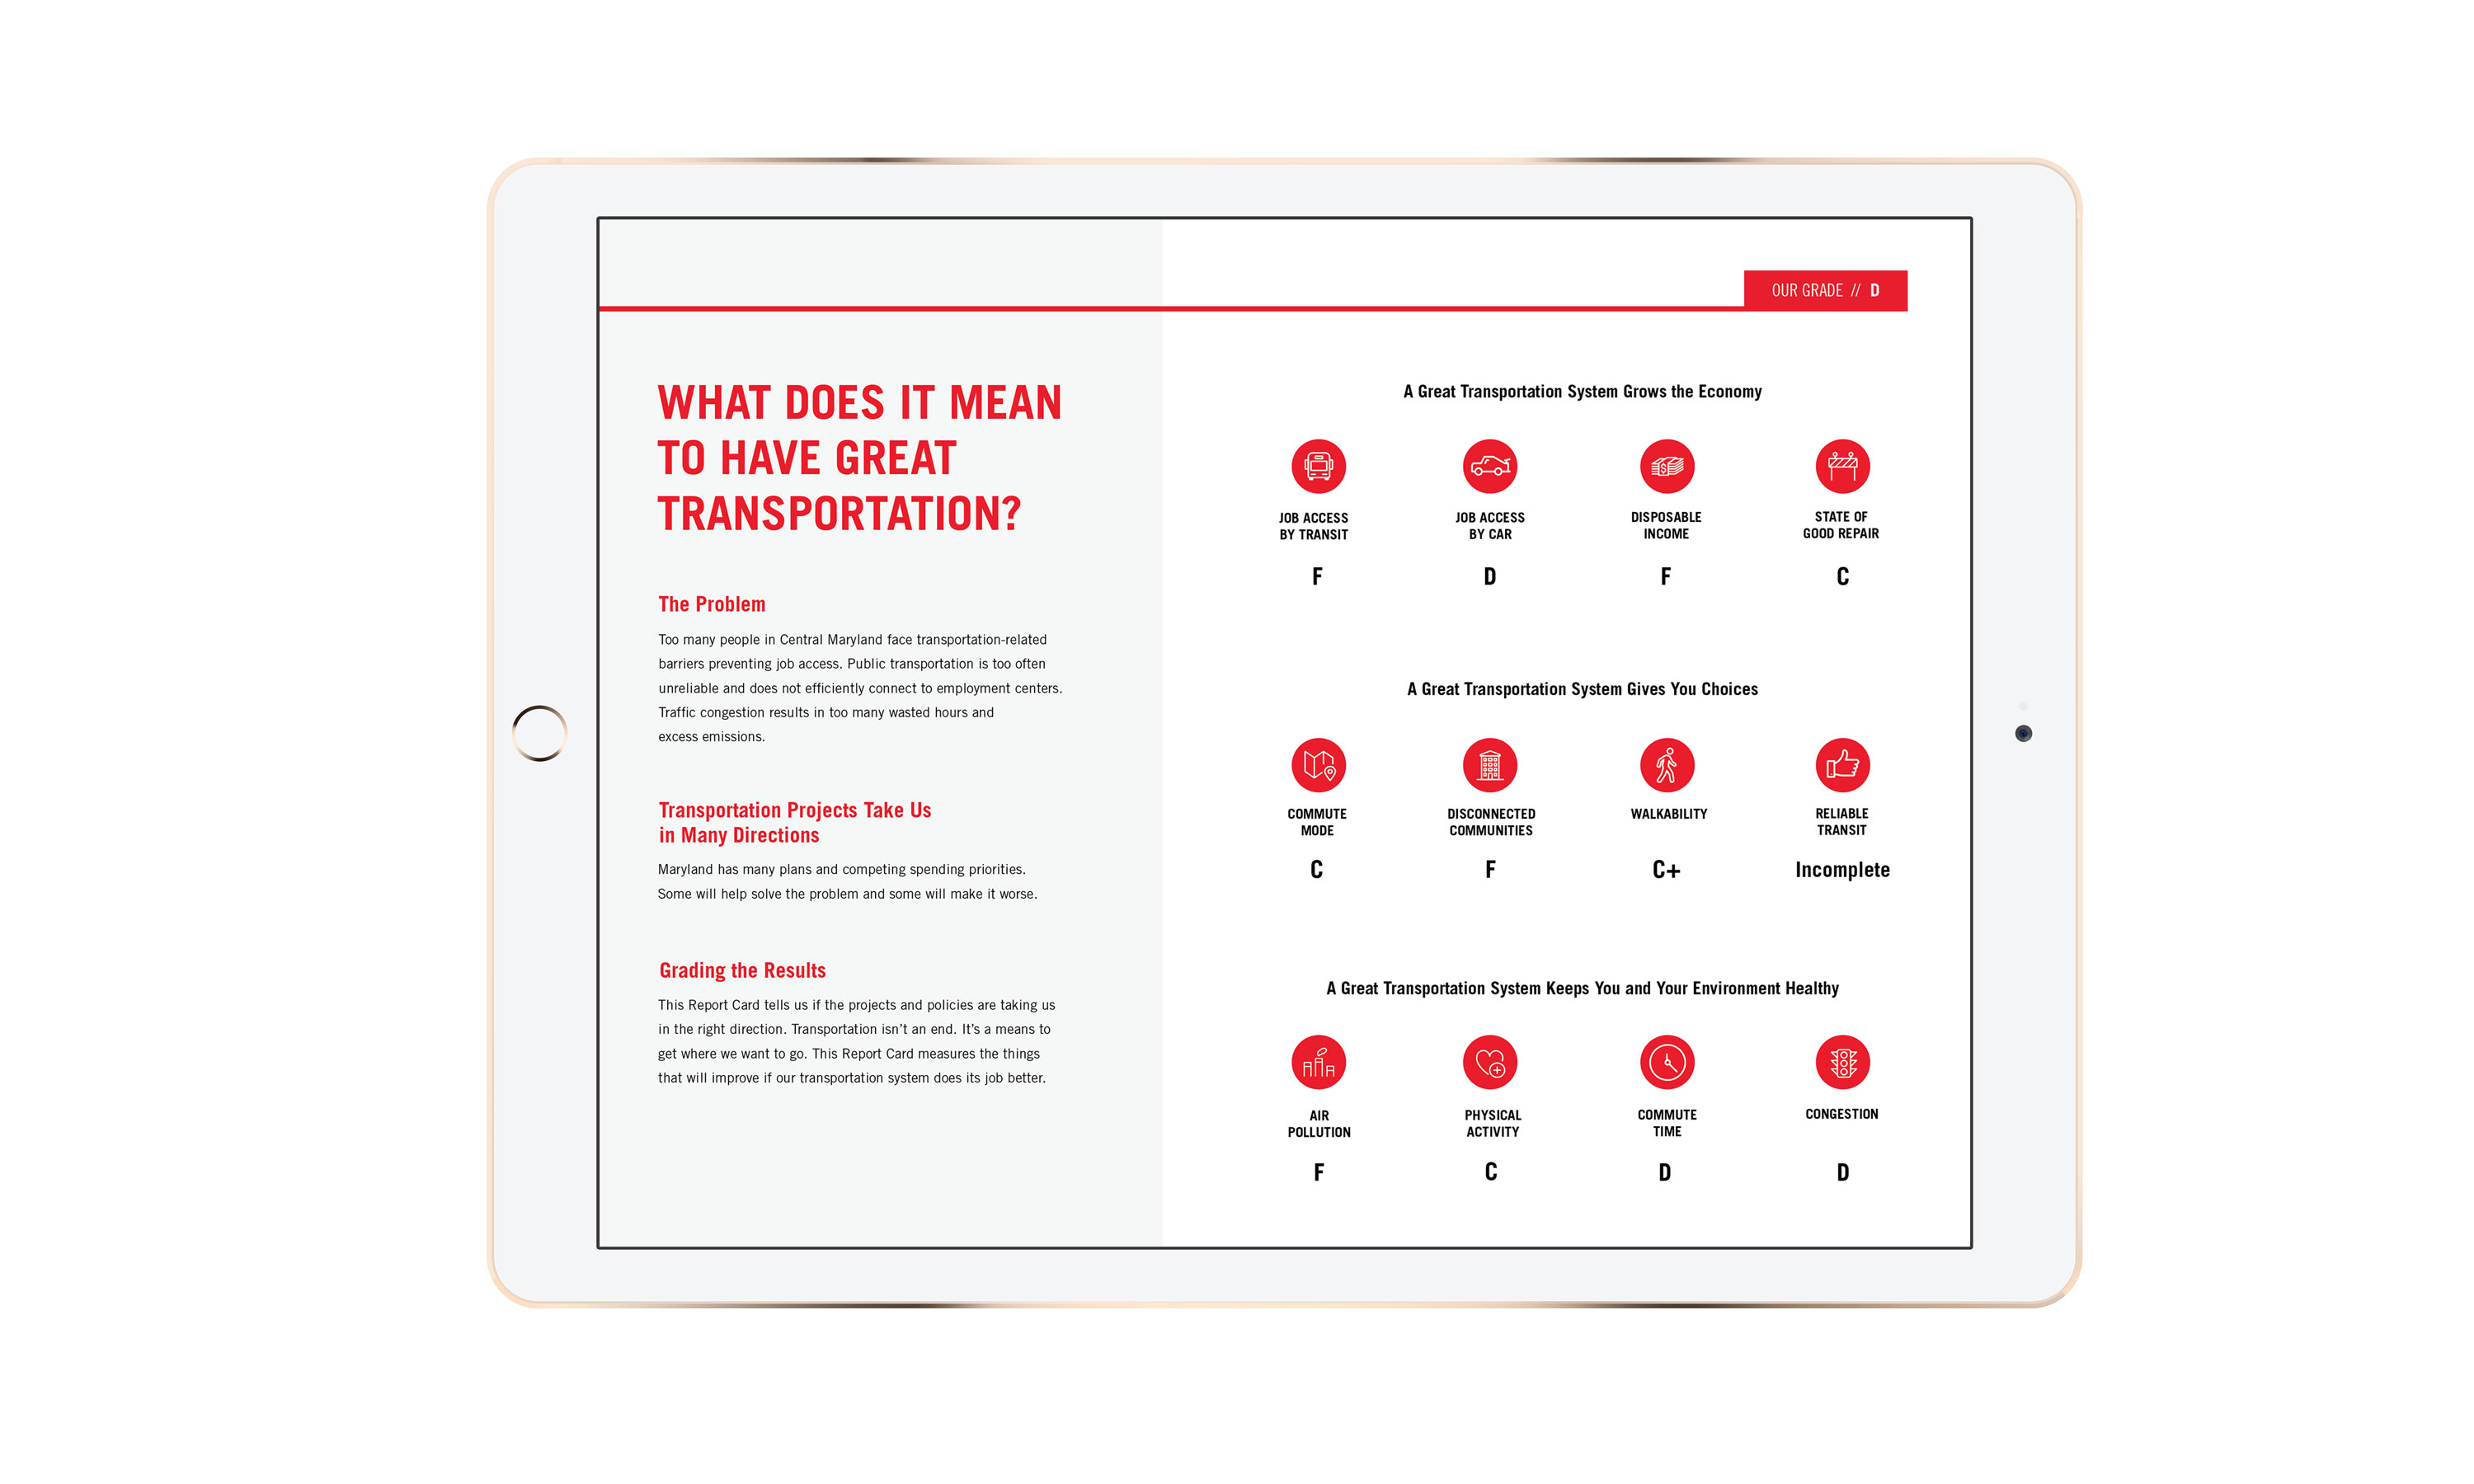 OUR GRADE // D
WHAT DOES IT MEAN
TO HAVE GREAT
TRANSPORTATION?
The Problem
Too many people in Central Maryland face transportation-related
barriers preventing job access. Public transportation is too often
unreliable and does not efficiently connect to employment centers.
Traffic congestion results in too many wasted hours and
excess emissions.
Transportation Projects Take Us
in Many Directions
Maryland has many plans and competing spending priorities.
Some will help solve the problem and some will make it worse.
Grading the Results
This Report Card tells us if the projects and policies are taking us
in the right direction. Transportation isn’t an end. It’s a means to
get where we want to go. This Report Card measures the things
that will improve if our transportation system does its job better.
A Great Transportation System Grows the Economy
JOB ACCESS
BY TRANSIT
F
JOB ACCESS
BY CAR
D
DISPOSABLE
INCOME
F
STATE OF
GOOD REPAIR
C
A Great Transportation System Gives You Choices
COMMUTE
MODE
C
DISCONNECTED
COMMUNITIES
F
WALKABILITY
C+
RELIABLE
TRANSIT
Incomplete
A Great Transportation System Keeps You and Your Environment Healthy
AIR
POLLUTION
F
PHYSICAL
ACTIVITY
C
COMMUTE
TIME
D
CONGESTION
D